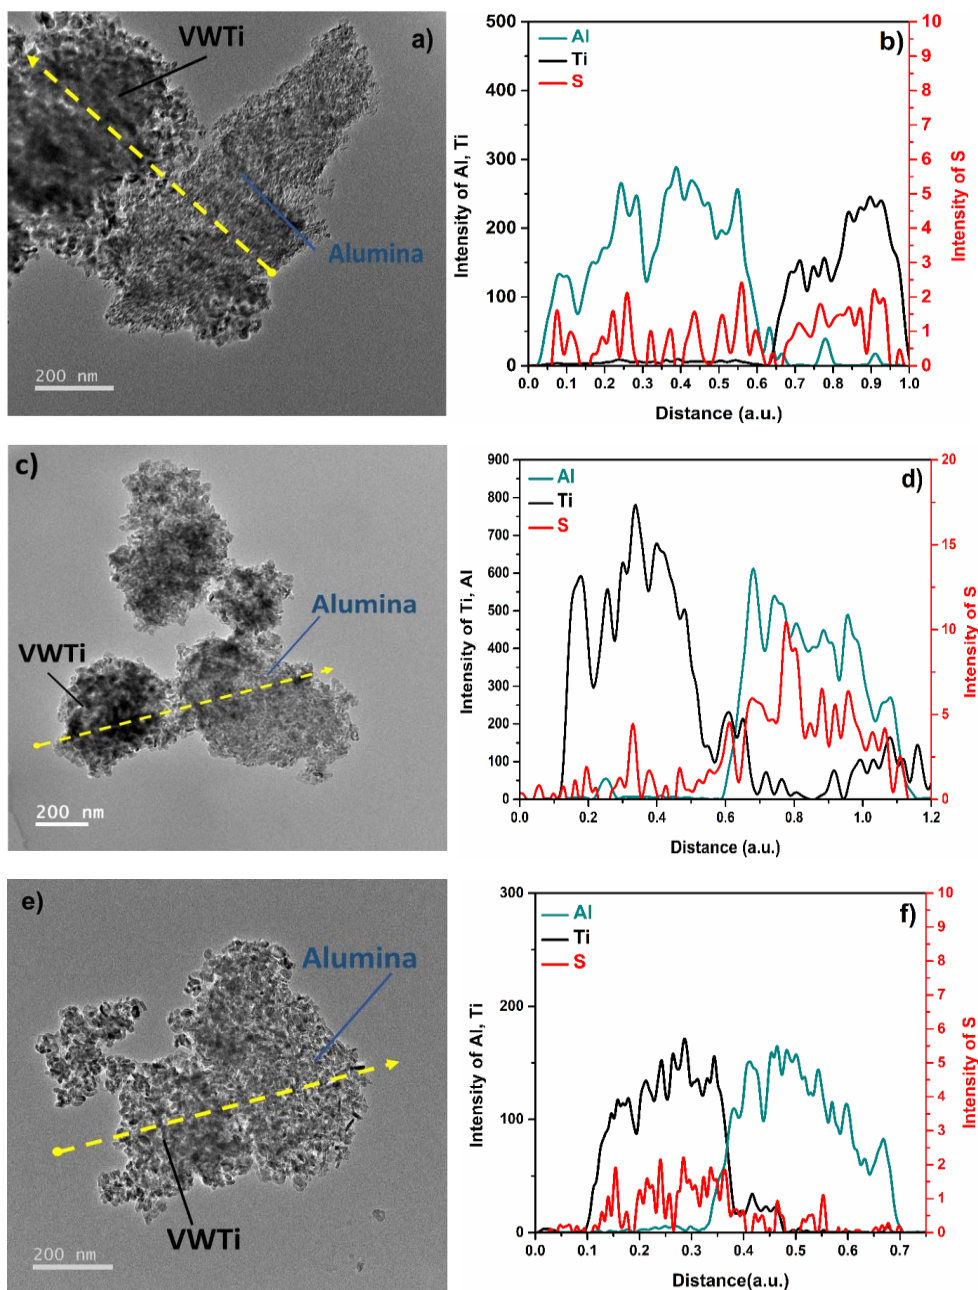 a)
VWTi
Alumina
200 nm
b)
Al
Ti
S
Intensity of Al, Ti
500
400
300
200
100
0
Intensity of S
10
9
8
7
6
5
4
3
2
1
0
0.0 0.1 0.2 0.3 0.4 0.5 0.6 0.7 0.8 0.9 1.0
Distance (a.u.)
c)
Alumina
VWTi
200 nm
d)
Al
Ti
S
Intensity of Ti, Al
900
800
700
600
500
400
300
200
100
0
Intensity of S
20
15
10
5
0
0.0 0.2 0.4 0.6 0.8 1.0 1.2
Distance (a.u.)
e)
Alumina
VWTi
200 nm
f)
Al
Ti
S
Intensity of Al, Ti
300
200
100
0
Intensity of S
10
9
8
7
6
5
4
3
2
1
0
0.0 0.1 0.2 0.3 0.4 0.5 0.6 0.7
Distance(a.u.)